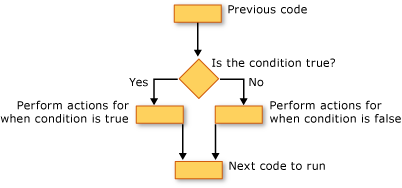 Previous code
Is the condition true?
Yes
No
Perform actions for
when condition is true
Perform actions for
when condition is false
Next code to run